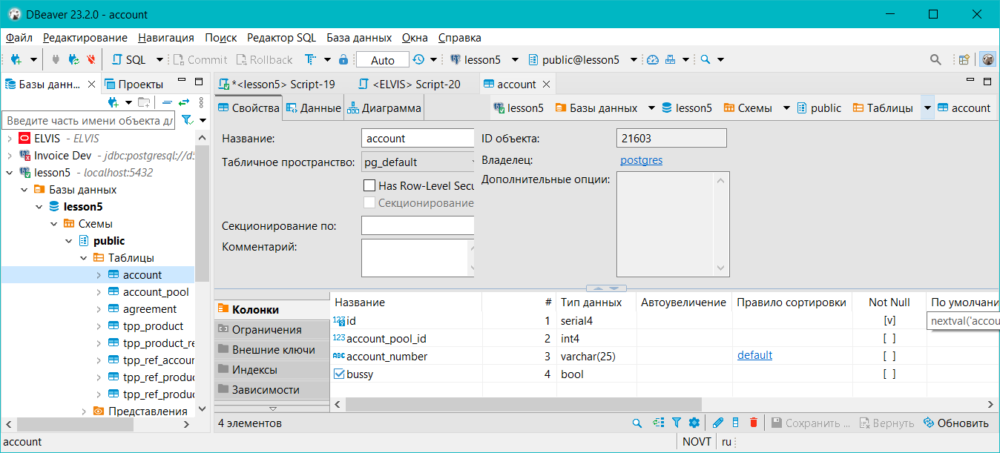 DBeaver 23.2.0 - account
Файл Редактирование Навигация Поиск Редактор SQL База данных Окна Справка
SQL Commit Rollback Auto lesson5 public@lesson5
Базы данн... Проекты
*<lesson5> Script-19 <ELVIS> Script-20 account
Свойства Данные Диаграмма lesson5 Базы данных lesson5 Схемы public Таблицы account
Введите часть имени объекта дл
ELVIS - ELVIS
Invoice Dev - jdbc:postgresql://d5
lesson5 - localhost:5432
Базы данных
lesson5
Схемы
public
Таблицы
account
account_pool
agreement
tpp_product
tpp_product_re
tpp_ref_accour
tpp_ref_produc
tpp_ref_produc
Представления
Название: account
Табличное пространство: pg_default
Has Row-Level Secu
Секционирование
Секционирование по:
Комментарий:
ID объекта: 21603
Владелец: postgres
Дополнительные опции:
Колонки
Ограничения
Внешние ключи
Индексы
Зависимости
Название # Тип данных Автоувеличение Правило сортировки Not Null По умолчани
123 id 1 serial4 [v] nextval('accou
123 account_pool_id 2 int4 [ ]
ABC account_number 3 varchar(25) default [ ]
bussy 4 bool [ ]
4 элементов Сохранить ... Вернуть Обновить
account NOVT ru